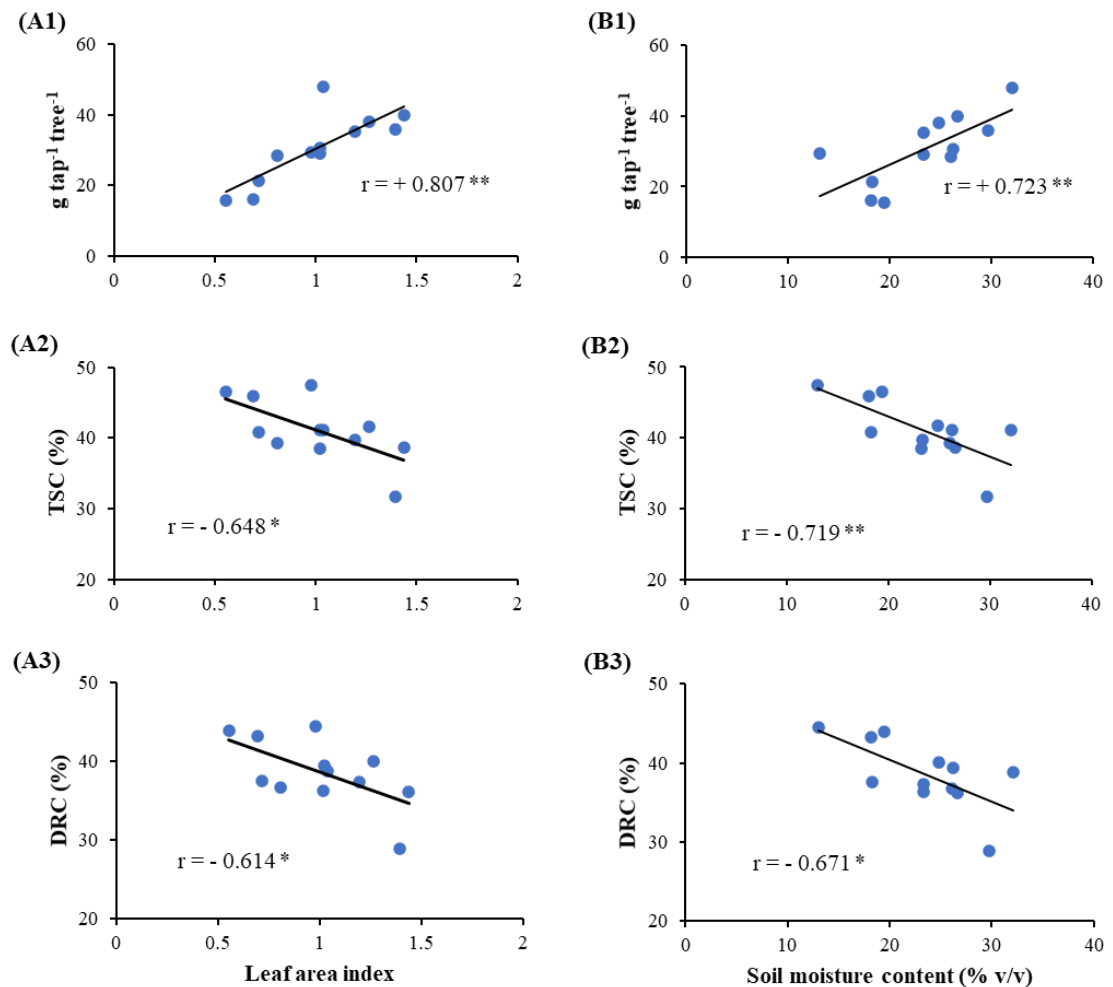 (A1)
60
40
20
0
g tap-1 tree-1
r = + 0.807 **
0 0.5 1 1.5 2
(B1)
60
40
20
0
g tap-1 tree-1
r = + 0.723 **
0 10 20 30 40
(A2)
50
40
30
20
TSC (%)
r = - 0.648 *
0 0.5 1 1.5 2
(B2)
50
40
30
20
TSC (%)
r = - 0.719 **
0 10 20 30 40
(A3)
50
40
30
20
DRC (%)
r = - 0.614 *
0 0.5 1 1.5 2
Leaf area index
(B3)
50
40
30
20
DRC (%)
r = - 0.671 *
0 10 20 30 40
Soil moisture content (% v/v)